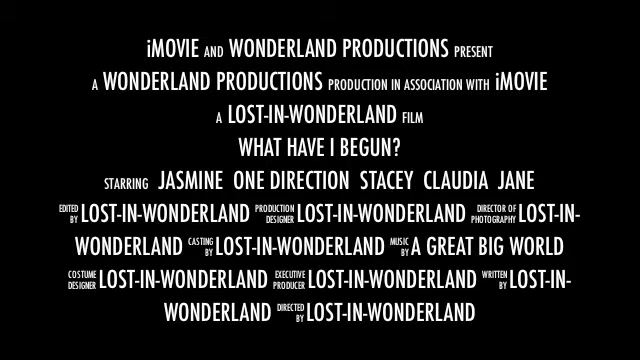 iMOVIE AND WONDERLAND PRODUCTIONS PRESENT
A WONDERLAND PRODUCTIONS PRODUCTION IN ASSOCIATION WITH iMOVIE
A LOST-IN-WONDERLAND FILM
WHAT HAVE I BEGUN?
STARRING JASMINE ONE DIRECTION STACEY CLAUDIA JANE
EDITED BY LOST-IN-WONDERLAND PRODUCTION DESIGNER LOST-IN-WONDERLAND DIRECTOR OF PHOTOGRAPHY LOST-IN-
WONDERLAND CASTING BY LOST-IN-WONDERLAND MUSIC BY A GREAT BIG WORLD
COSTUME DESIGNER LOST-IN-WONDERLAND EXECUTIVE PRODUCER LOST-IN-WONDERLAND WRITTEN BY LOST-IN-
WONDERLAND DIRECTED BY LOST-IN-WONDERLAND